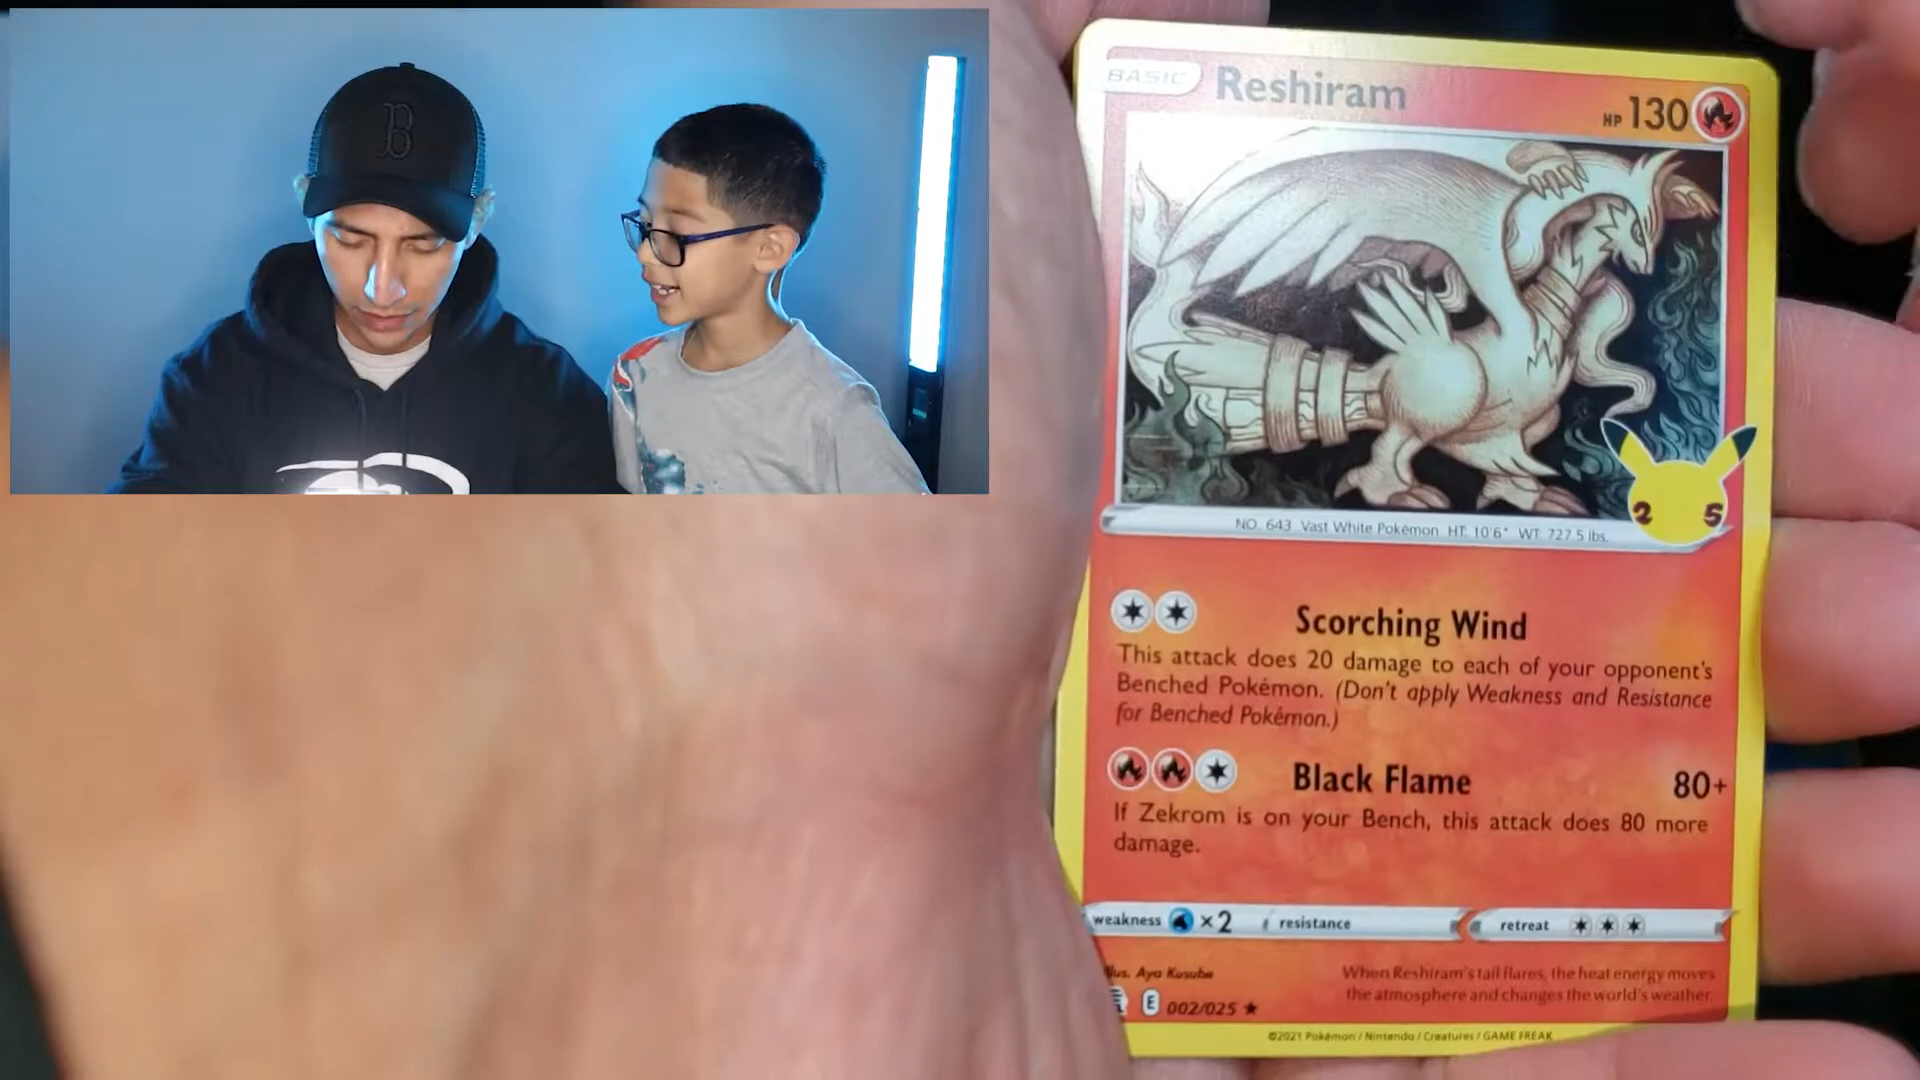 B
BASIC Reshiram HP 130
NO. 643 Vast White Pokémon HT: 10'6" WT: 727.5 lbs.
2 5
Scorching Wind
This attack does 20 damage to each of your opponent's
Benched Pokémon. (Don't apply Weakness and Resistance
for Benched Pokémon.)
Black Flame 80+
If Zekrom is on your Bench, this attack does 80 more
damage.
weakness ×2 resistance retreat
Illus. Aya Kusube
When Reshiram's tail flares, the heat energy moves
the atmosphere and changes the world's weather.
E 002/025 ★
©2021 Pokémon / Nintendo / Creatures / GAME FREAK